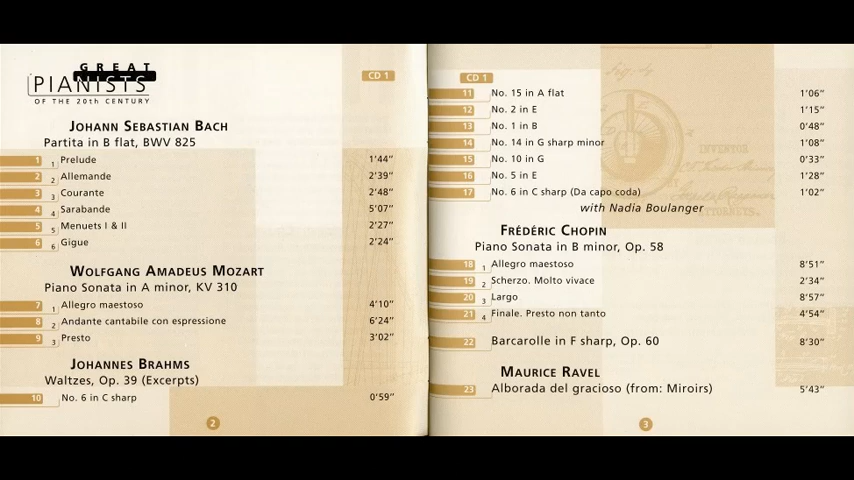 GREAT
PIANISTS
OF THE 20th CENTURY
CD 1
JOHANN SEBASTIAN BACH
Partita in B flat, BWV 825
1 1 Prelude 1'44"
2 2 Allemande 2'39"
3 3 Courante 2'48"
4 4 Sarabande 5'07"
5 5 Menuets I & II 2'27"
6 6 Gigue 2'24"
WOLFGANG AMADEUS MOZART
Piano Sonata in A minor, KV 310
7 1 Allegro maestoso 4'10"
8 2 Andante cantabile con espressione 6'24"
9 3 Presto 3'02"
JOHANNES BRAHMS
Waltzes, Op. 39 (Excerpts)
10 No. 6 in C sharp 0'59"
2
CD 1
11 No. 15 in A flat 1'06"
12 No. 2 in E 1'15"
13 No. 1 in B 0'48"
14 No. 14 in G sharp minor 1'08"
15 No. 10 in G 0'33"
16 No. 5 in E 1'28"
17 No. 6 in C sharp (Da capo coda) 1'02"
with Nadia Boulanger
FRÉDÉRIC CHOPIN
Piano Sonata in B minor, Op. 58
18 1 Allegro maestoso 8'51"
19 2 Scherzo. Molto vivace 2'34"
20 3 Largo 8'57"
21 4 Finale. Presto non tanto 4'54"
22 Barcarolle in F sharp, Op. 60 8'30"
MAURICE RAVEL
23 Alborada del gracioso (from: Miroirs) 5'43"
3
Fig. 4
INVENTOR
BY
ATTORNEYS.